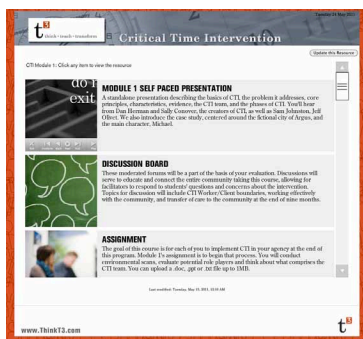 t3
think · teach · transform
Critical Time Intervention
Update this Resource
CTI Module 1: Click any item to view the resource
do n
exit
MODULE 1 SELF PACED PRESENTATION
A standalone presentation describing the basics of CTI, the problem it addresses, core
principles, characteristics, evidence, the CTI team, and the phases of CTI. You'll hear
from Dan Herman and Sally Conover, the creators of CTI, as well as Sam Johnston, Jeff
Olivet. We also introduce the case study, centered around the fictional city of Argus, and
the main character, Michael.
DISCUSSION BOARD
These moderated forums will be a part of the basis of your evaluation. Discussions will
serve to educate and connect the entire community taking this course, allowing for
facilitators to respond to students' questions and concerns about the intervention.
Topics for discussion will include CTI Worker/Client boundaries, working effectively
with the community, and transfer of care to the community at the end of nine months.
ASSIGNMENT
The goal of this course is for each of you to implement CTI in your agency at the end of
this program. Module 1's assignment is to begin that process. You will conduct
environmental scans, evaluate potential role players and think about what comprises the
CTI team. You can upload a .doc, .ppt or .txt file up to 1MB.
www.ThinkT3.com
t3